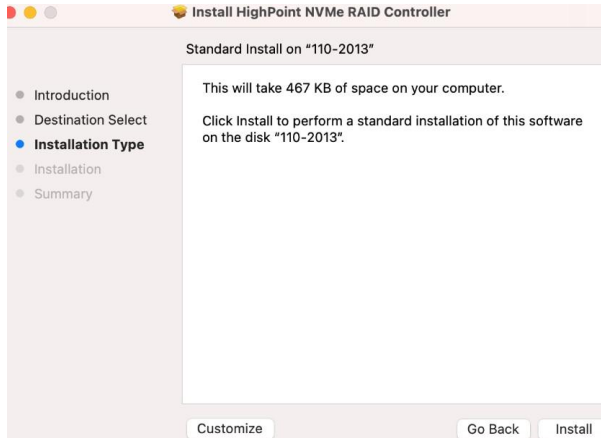 Install HighPoint NVMe RAID Controller
Standard Install on “110-2013”
Introduction
Destination Select
Installation Type
Installation
Summary
This will take 467 KB of space on your computer.
Click Install to perform a standard installation of this software
on the disk “110-2013”.
Customize
Go Back
Install